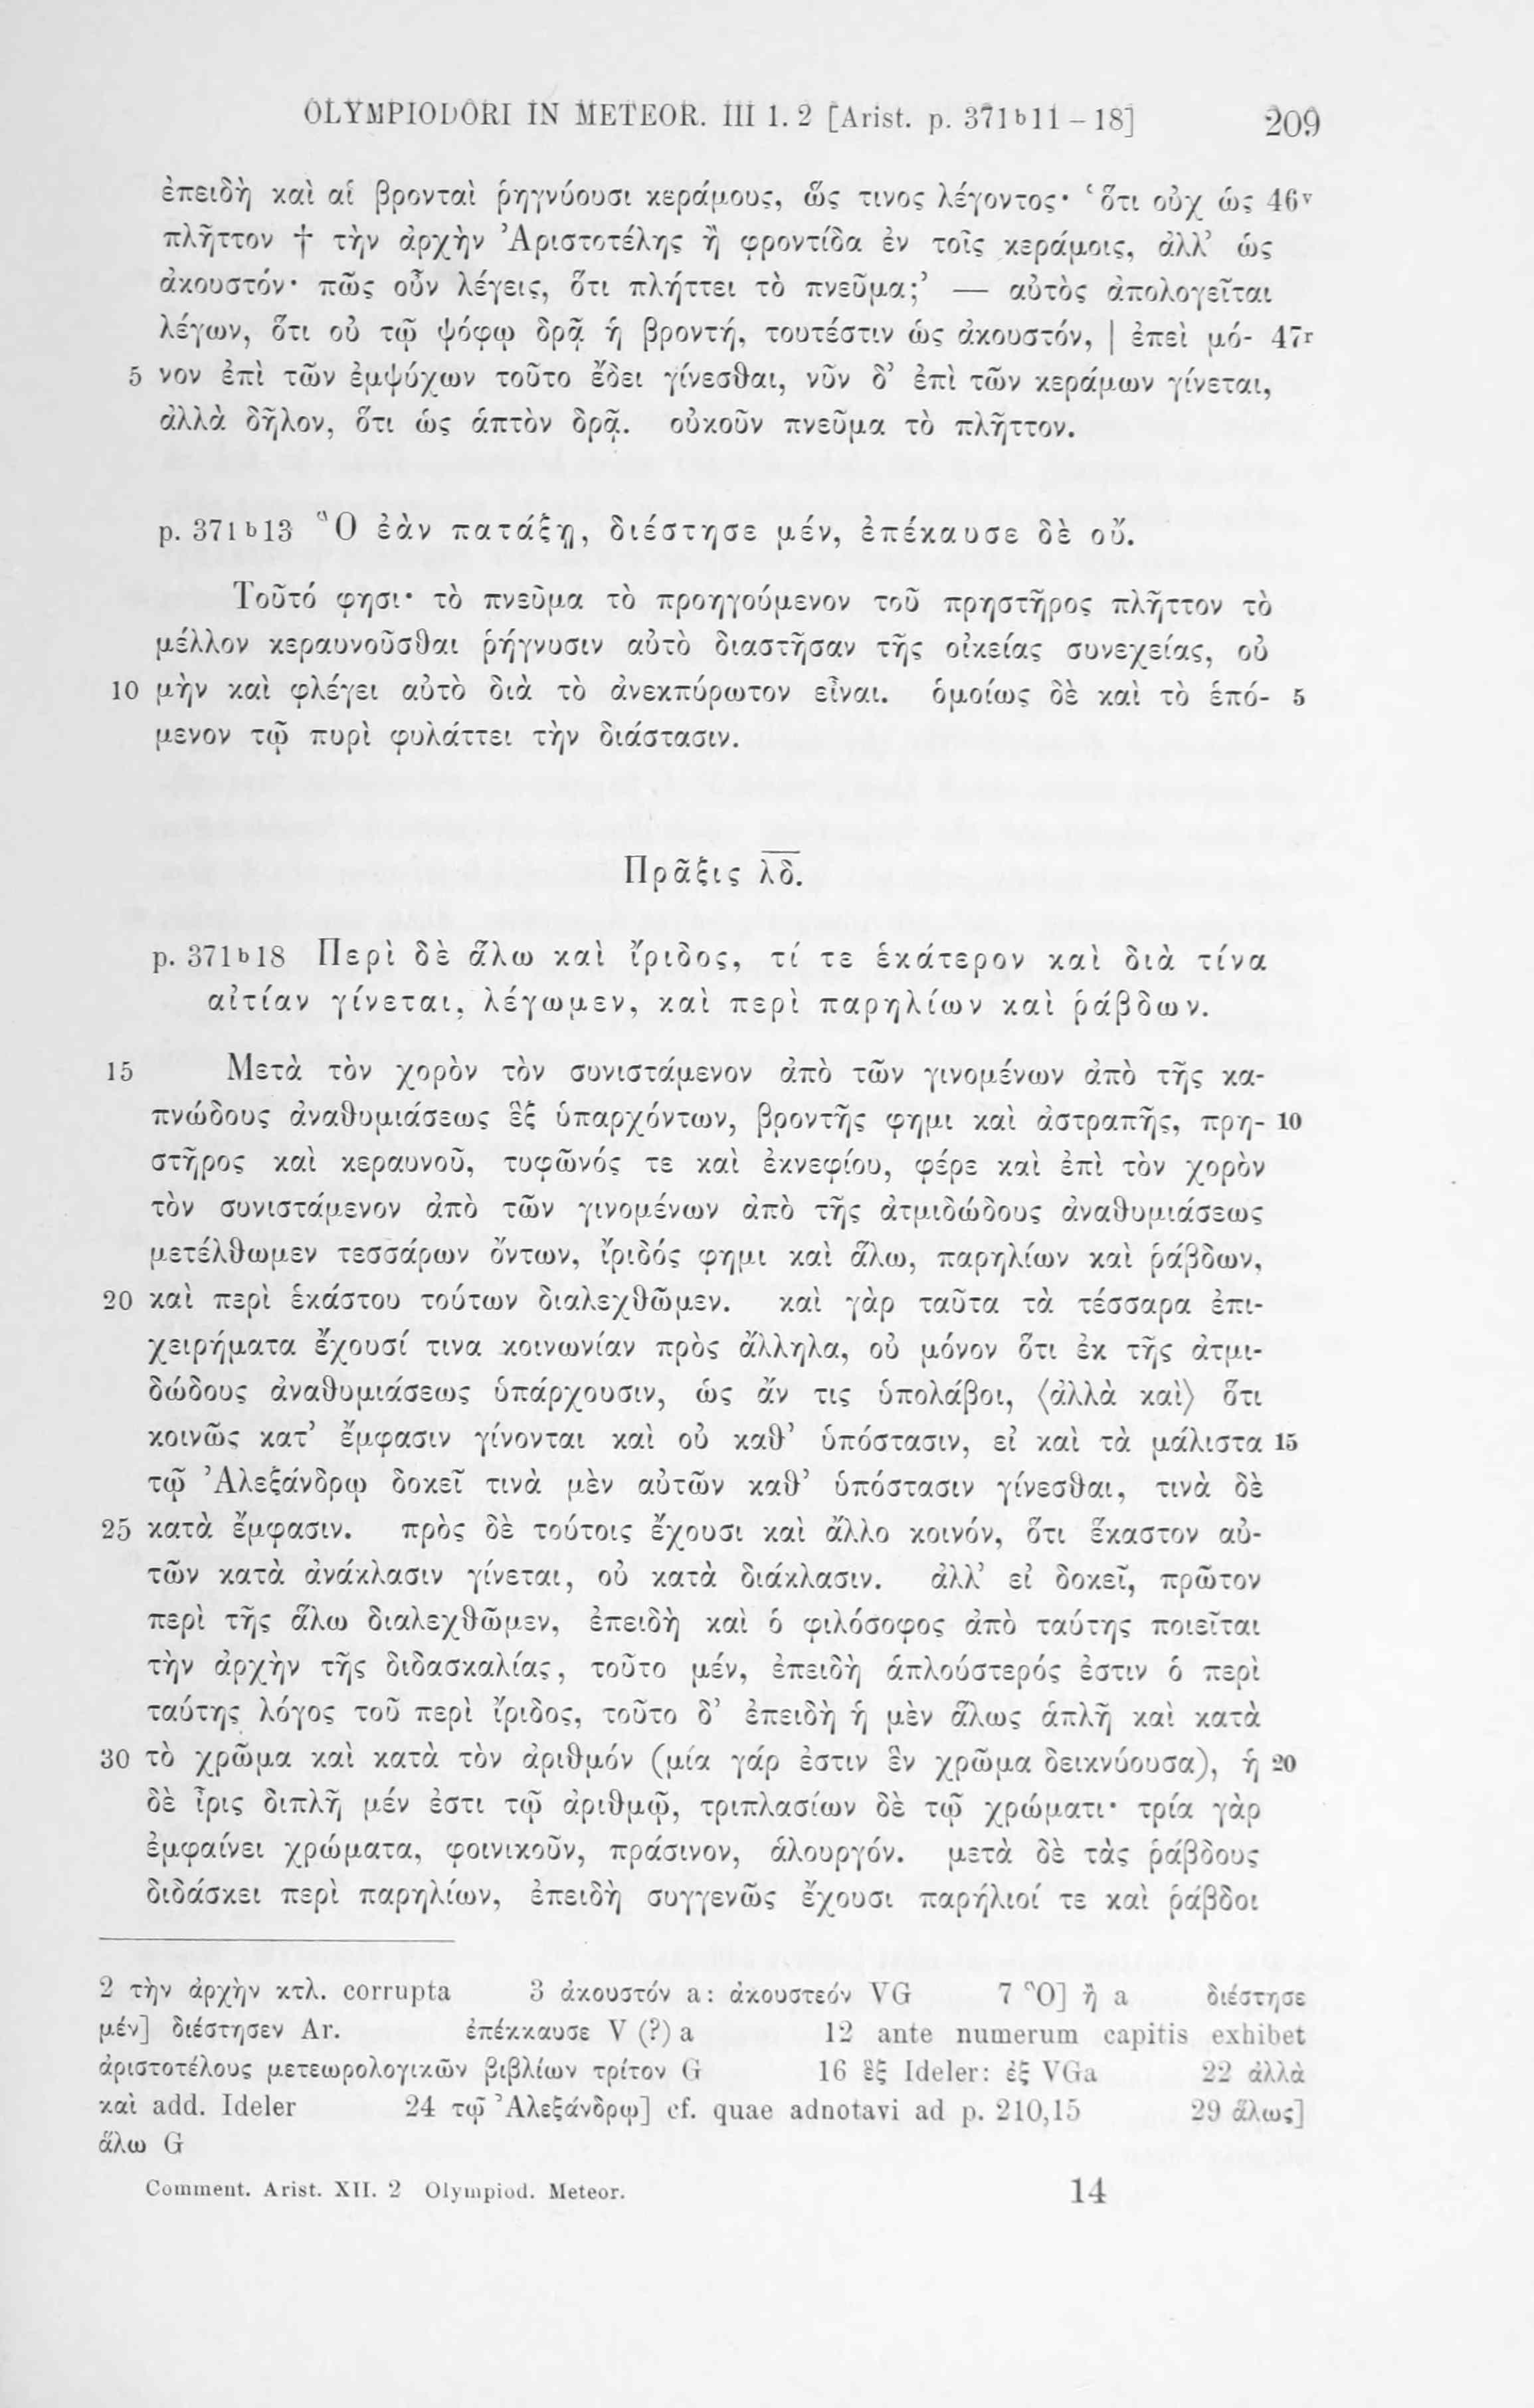 OLYMPIODORI IN METEOR. III 1. 2 [Arist. p. 371b11–18] 209
ἐπειδὴ καὶ αἱ βρονταὶ ῥηγνύουσι κεράμους, ὥς τινος λέγοντος· ‘ὅτι οὐχ ὡς 46v
πλῆττον † τὴν ἀρχὴν Ἀριστοτέλης ἢ φροντίδα ἐν τοῖς κεράμοις, ἀλλ’ ὡς
ἀκουστόν· πῶς οὖν λέγεις, ὅτι πλήττει τὸ πνεῦμα;’ — αὐτὸς ἀπολογεῖται
λέγων, ὅτι οὐ τῷ ψόφῳ δρᾷ ἡ βροντή, τουτέστιν ὡς ἀκουστόν, | ἐπεὶ μό- 47r
5 νον ἐπὶ τῶν ἐμψύχων τοῦτο ἔδει γίνεσθαι, νῦν δ’ ἐπὶ τῶν κεράμων γίνεται,
ἀλλὰ δῆλον, ὅτι ὡς ἁπτὸν δρᾷ. οὐκοῦν πνεῦμα τὸ πλῆττον.
p. 371b13 Ὃ ἐὰν πατάξῃ, διέστησε μέν, ἐπέκαυσε δὲ οὔ.
Τοῦτό φησι· τὸ πνεῦμα τὸ προηγούμενον τοῦ πρηστῆρος πλῆττον τὸ
μέλλον κεραυνοῦσθαι ῥήγνυσιν αὐτὸ διαστῆσαν τῆς οἰκείας συνεχείας, οὐ
10 μὴν καὶ φλέγει αὐτὸ διὰ τὸ ἀνεκπύρωτον εἶναι. ὁμοίως δὲ καὶ τὸ ἑπό- 5
μενον τῷ πυρὶ φυλάττει τὴν διάστασιν.
Πρᾶξις λδ.
p. 371b18 Περὶ δὲ ἅλω καὶ ἴριδος, τί τε ἑκάτερον καὶ διὰ τίνα
αἰτίαν γίνεται, λέγωμεν, καὶ περὶ παρηλίων καὶ ῥάβδων.
15 Μετὰ τὸν χορὸν τὸν συνιστάμενον ἀπὸ τῶν γινομένων ἀπὸ τῆς κα-
πνώδους ἀναθυμιάσεως ἓξ ὑπαρχόντων, βροντῆς φημι καὶ ἀστραπῆς, πρη- 10
στῆρος καὶ κεραυνοῦ, τυφῶνός τε καὶ ἐκνεφίου, φέρε καὶ ἐπὶ τὸν χορὸν
τὸν συνιστάμενον ἀπὸ τῶν γινομένων ἀπὸ τῆς ἀτμιδώδους ἀναθυμιάσεως
μετέλθωμεν τεσσάρων ὄντων, ἴριδός φημι καὶ ἅλω, παρηλίων καὶ ῥάβδων,
20 καὶ περὶ ἑκάστου τούτων διαλεχθῶμεν. καὶ γὰρ ταῦτα τὰ τέσσαρα ἐπι-
χειρήματα ἔχουσί τινα κοινωνίαν πρὸς ἄλληλα, οὐ μόνον ὅτι ἐκ τῆς ἀτμι-
δώδους ἀναθυμιάσεως ὑπάρχουσιν, ὡς ἄν τις ὑπολάβοι, ⟨ἀλλὰ καὶ⟩ ὅτι
κοινῶς κατ’ ἔμφασιν γίνονται καὶ οὐ καθ’ ὑπόστασιν, εἰ καὶ τὰ μάλιστα 15
τῷ Ἀλεξάνδρῳ δοκεῖ τινὰ μὲν αὐτῶν καθ’ ὑπόστασιν γίνεσθαι, τινὰ δὲ
25 κατὰ ἔμφασιν. πρὸς δὲ τούτοις ἔχουσι καὶ ἄλλο κοινόν, ὅτι ἕκαστον αὐ-
τῶν κατὰ ἀνάκλασιν γίνεται, οὐ κατὰ διάκλασιν. ἀλλ’ εἰ δοκεῖ, πρῶτον
περὶ τῆς ἅλω διαλεχθῶμεν, ἐπειδὴ καὶ ὁ φιλόσοφος ἀπὸ ταύτης ποιεῖται
τὴν ἀρχὴν τῆς διδασκαλίας, τοῦτο μέν, ἐπειδὴ ἁπλούστερός ἐστιν ὁ περὶ
ταύτης λόγος τοῦ περὶ ἴριδος, τοῦτο δ’ ἐπειδὴ ἡ μὲν ἅλως ἁπλῆ καὶ κατὰ
30 τὸ χρῶμα καὶ κατὰ τὸν ἀριθμόν (μία γάρ ἐστιν ἓν χρῶμα δεικνύουσα), ἡ 20
δὲ ἶρις διπλῆ μέν ἐστι τῷ ἀριθμῷ, τριπλασίων δὲ τῷ χρώματι· τρία γὰρ
ἐμφαίνει χρώματα, φοινικοῦν, πράσινον, ἁλουργόν. μετὰ δὲ τὰς ῥάβδους
διδάσκει περὶ παρηλίων, ἐπειδὴ συγγενῶς ἔχουσι παρήλιοί τε καὶ ῥάβδοι
2 τὴν ἀρχὴν κτλ. corrupta 3 ἀκουστόν a: ἀκουστεόν VG 7 Ὃ] ἢ a διέστησε
μέν] διέστησεν Ar. ἐπέκκαυσε V (?) a 12 ante numerum capitis exhibet
ἀριστοτέλους μετεωρολογικῶν βιβλίων τρίτον G 16 ἓξ Ideler: ἐξ VGa 22 ἀλλὰ
καὶ add. Ideler 24 τῷ Ἀλεξάνδρῳ] cf. quae adnotavi ad p. 210,15 29 ἅλως]
ἅλω G
Comment. Arist. XII. 2 Olympiod. Meteor. 14